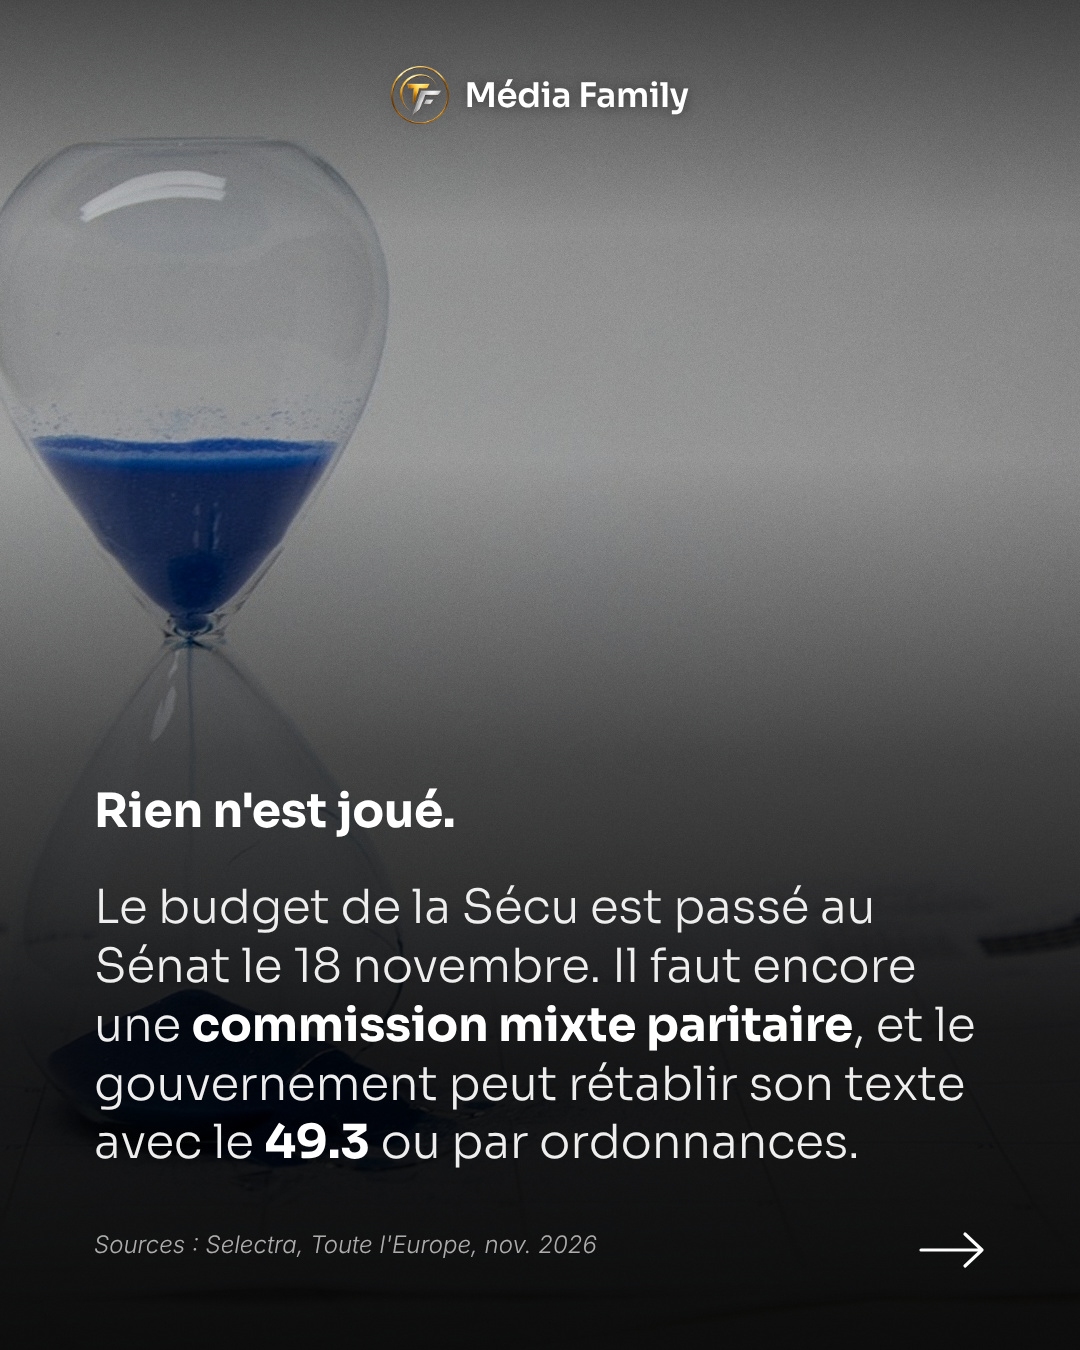 Média Family
Rien n'est joué.
Le budget de la Sécu est passé au
Sénat le 18 novembre. Il faut encore
une commission mixte paritaire, et le
gouvernement peut rétablir son texte
avec le 49.3 ou par ordonnances.
Sources : Selectra, Toute l'Europe, nov. 2026